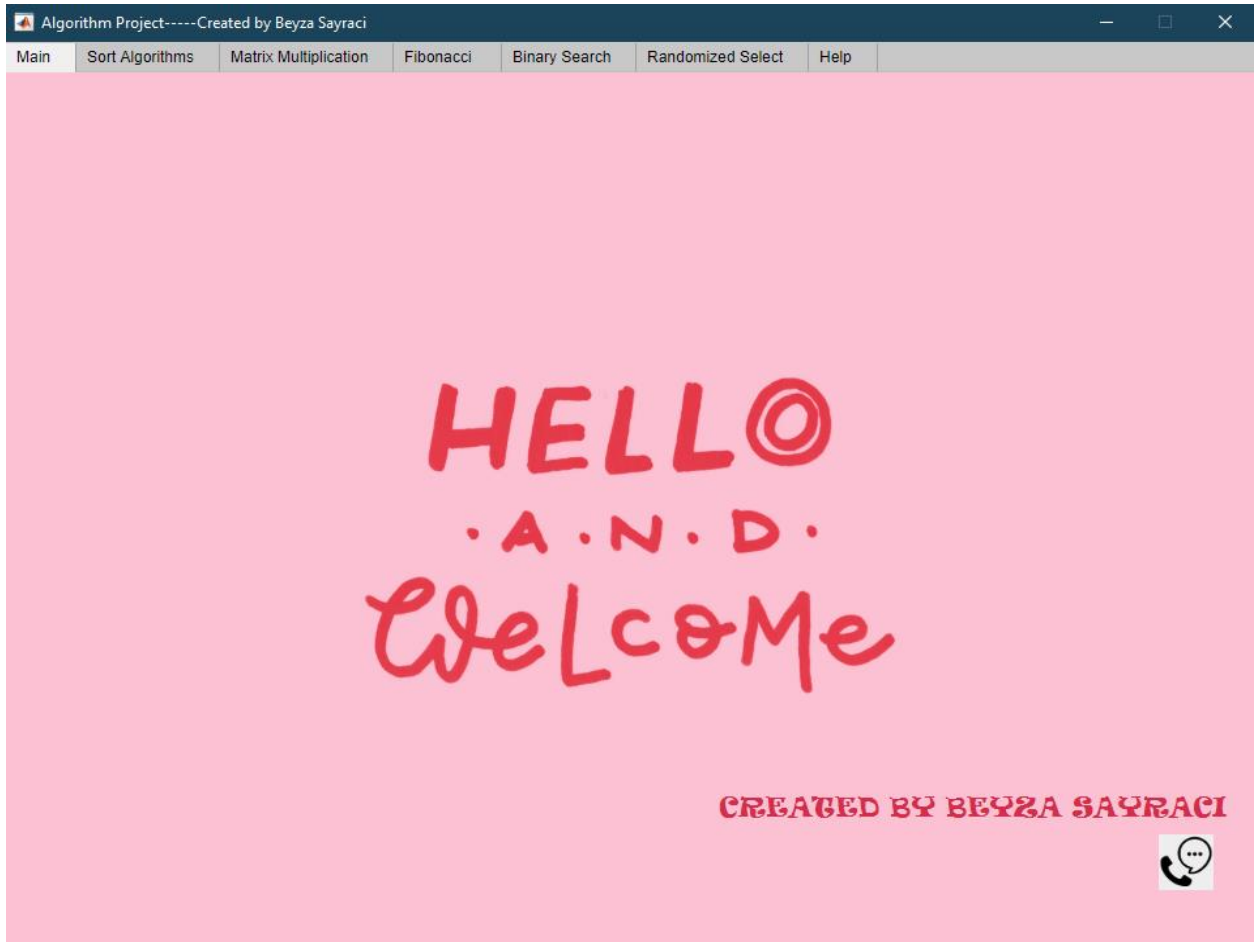 Algorithm Project-----Created by Beyza Sayraci
Main Sort Algorithms Matrix Multiplication Fibonacci Binary Search Randomized Select Help
HELLO
·A·N·D·
WeLcoMe
CREATED BY BEYZA SAYRACI